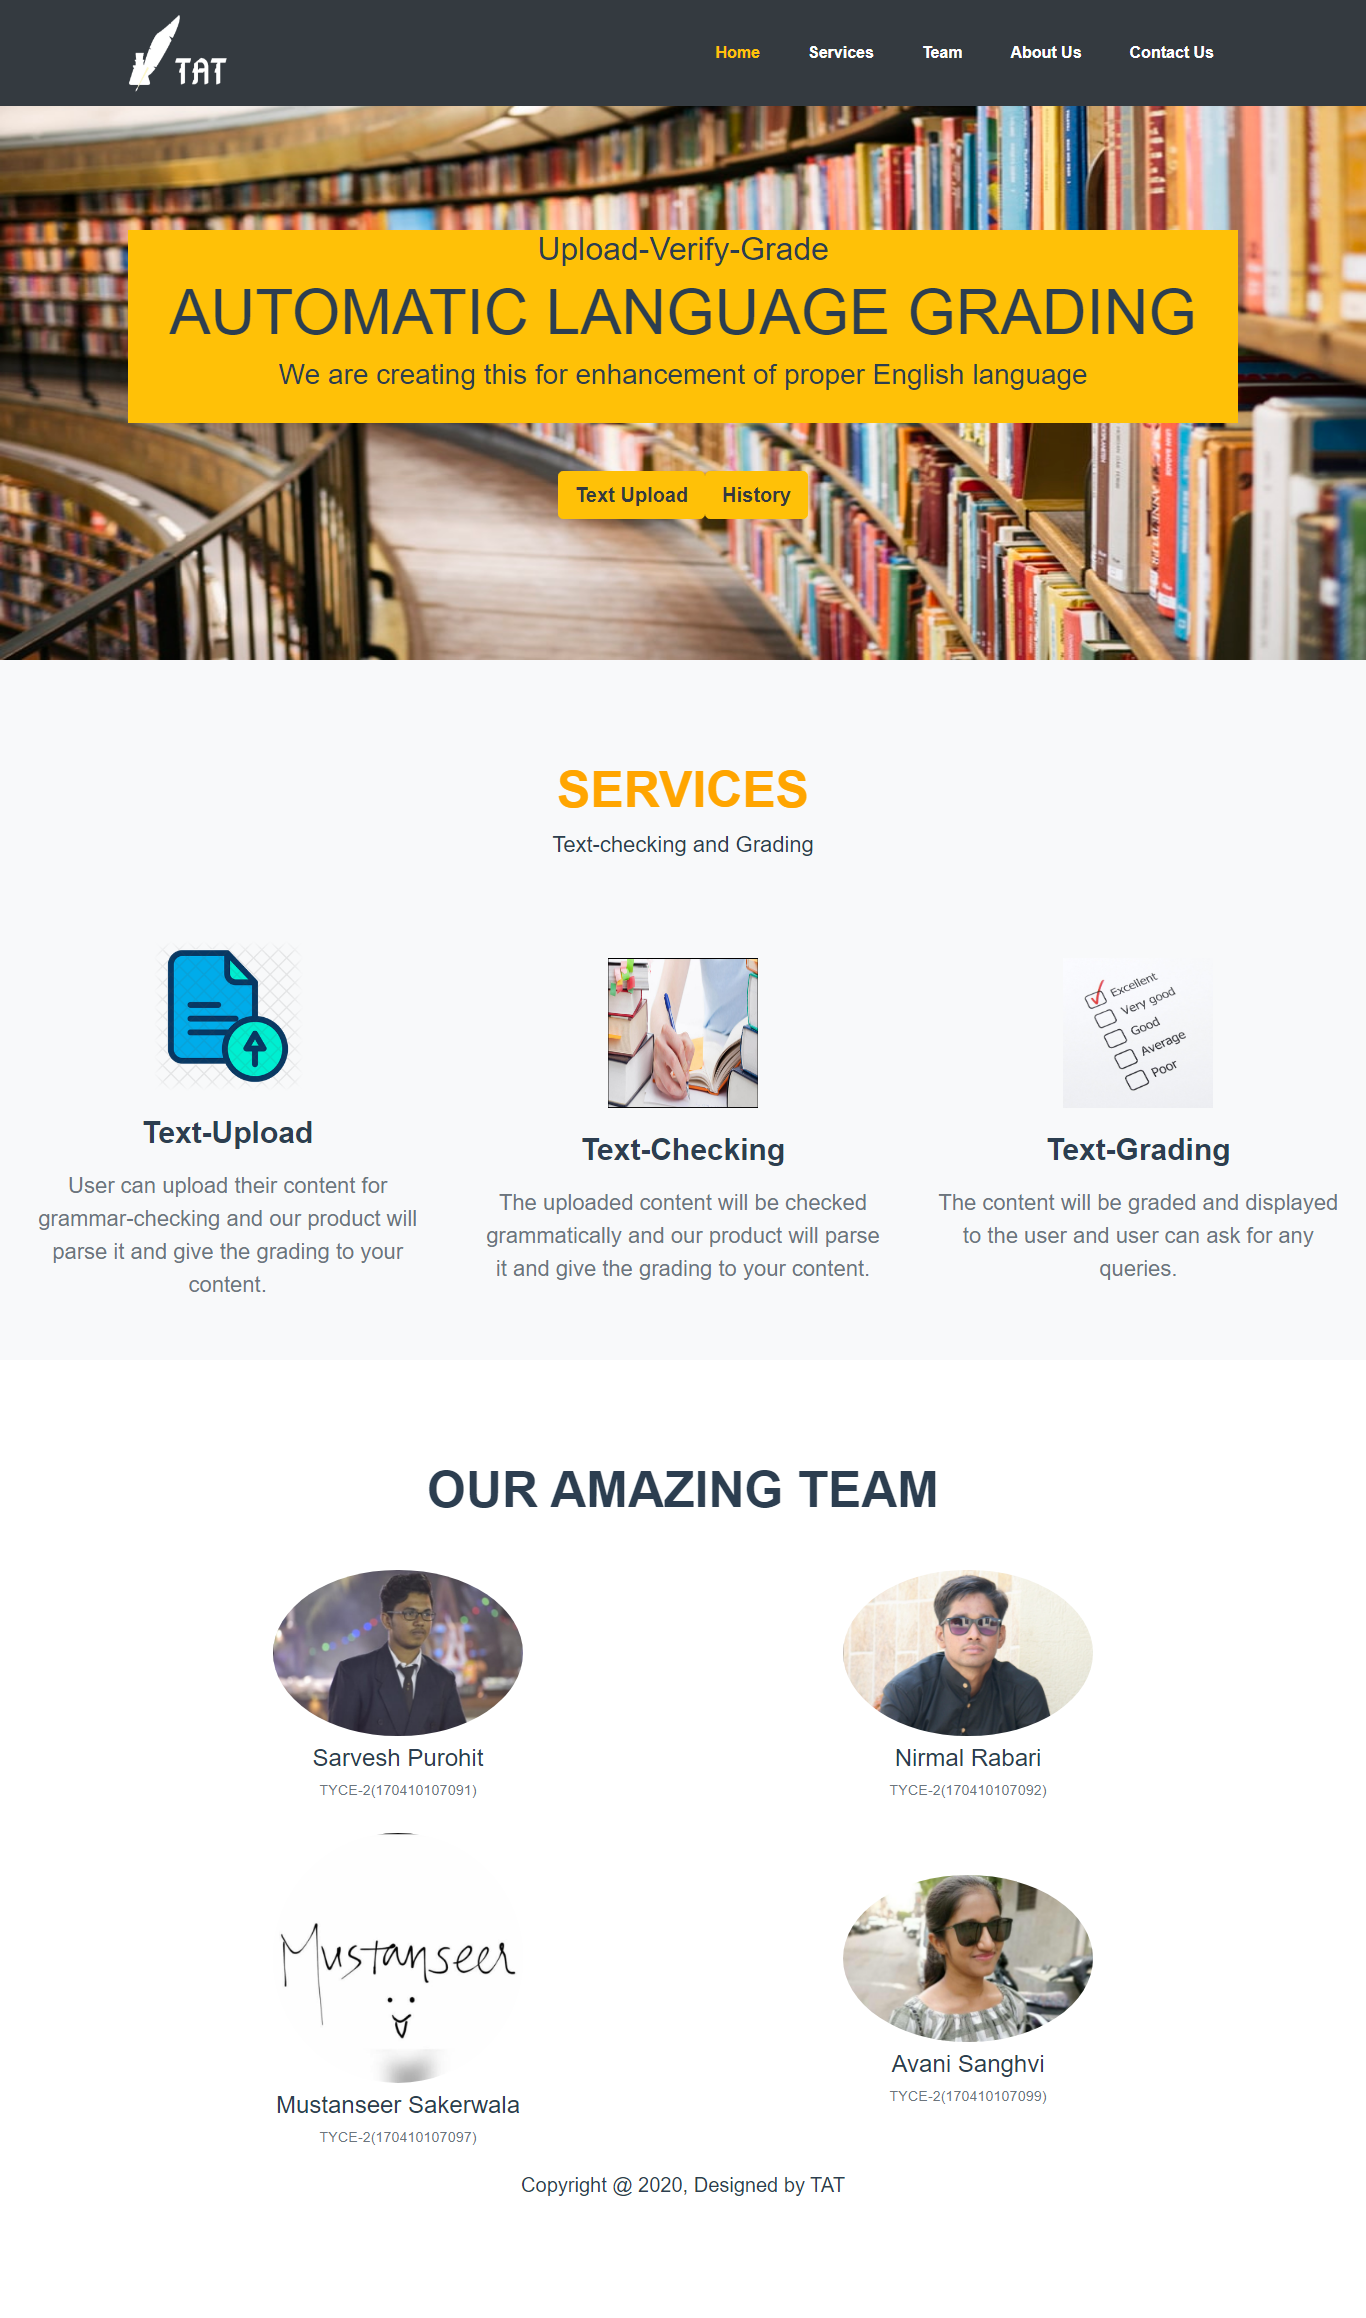 TAT
Home
Services
Team
About Us
Contact Us
Upload-Verify-Grade
AUTOMATIC LANGUAGE GRADING
We are creating this for enhancement of proper English language
Text Upload
History
SERVICES
Text-checking and Grading
Excellent
Very good
Good
Average
Poor
Text-Upload
User can upload their content for
grammar-checking and our product will
parse it and give the grading to your
content.
Text-Checking
The uploaded content will be checked
grammatically and our product will parse
it and give the grading to your content.
Text-Grading
The content will be graded and displayed
to the user and user can ask for any
queries.
OUR AMAZING TEAM
Sarvesh Purohit
TYCE-2(170410107091)
Nirmal Rabari
TYCE-2(170410107092)
Mustanseer
Mustanseer Sakerwala
TYCE-2(170410107097)
Avani Sanghvi
TYCE-2(170410107099)
Copyright @ 2020, Designed by TAT